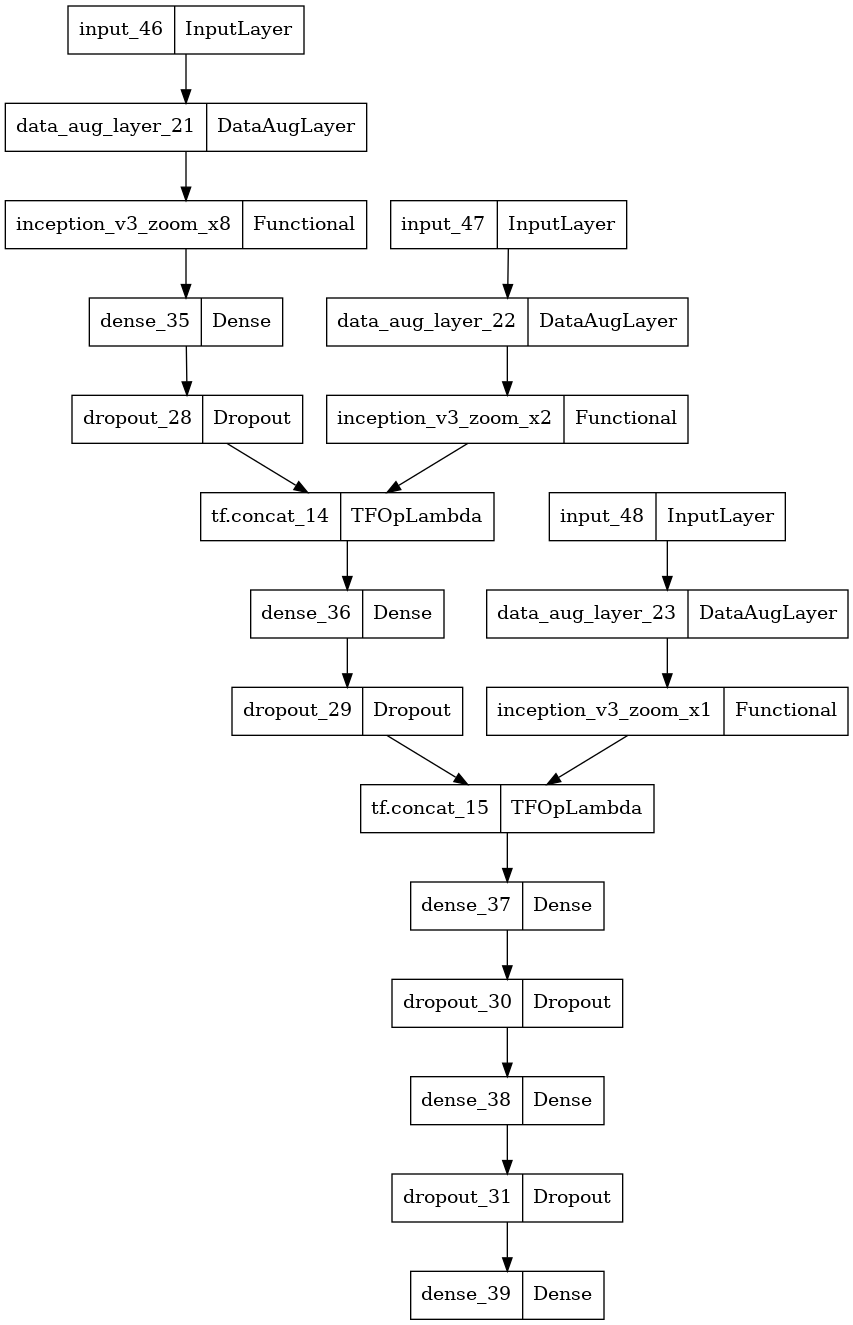 input_46 InputLayer
data_aug_layer_21 DataAugLayer
inception_v3_zoom_x8 Functional
input_47 InputLayer
dense_35 Dense
data_aug_layer_22 DataAugLayer
dropout_28 Dropout
inception_v3_zoom_x2 Functional
tf.concat_14 TFOpLambda
input_48 InputLayer
dense_36 Dense
data_aug_layer_23 DataAugLayer
dropout_29 Dropout
inception_v3_zoom_x1 Functional
tf.concat_15 TFOpLambda
dense_37 Dense
dropout_30 Dropout
dense_38 Dense
dropout_31 Dropout
dense_39 Dense